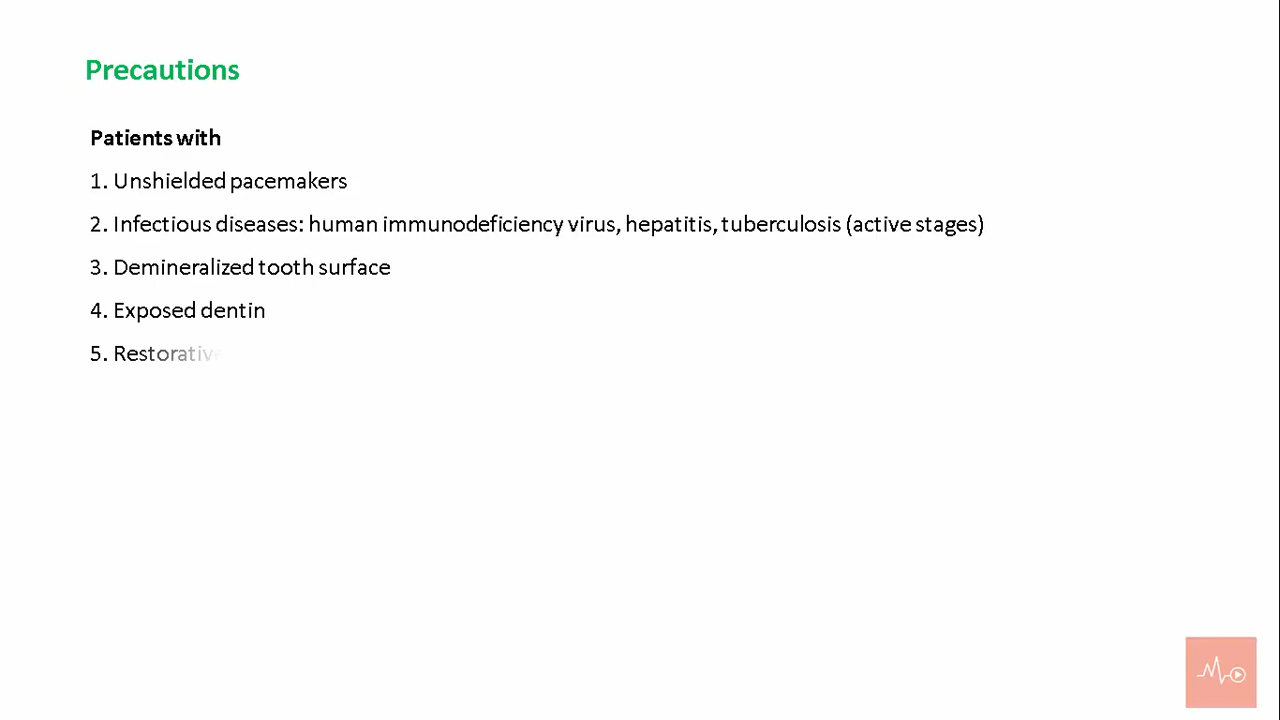 Precautions
Patients with
1. Unshielded pacemakers
2. Infectious diseases: human immunodeficiency virus, hepatitis, tuberculosis (active stages)
3. Demineralized tooth surface
4. Exposed dentin
5. Restorative